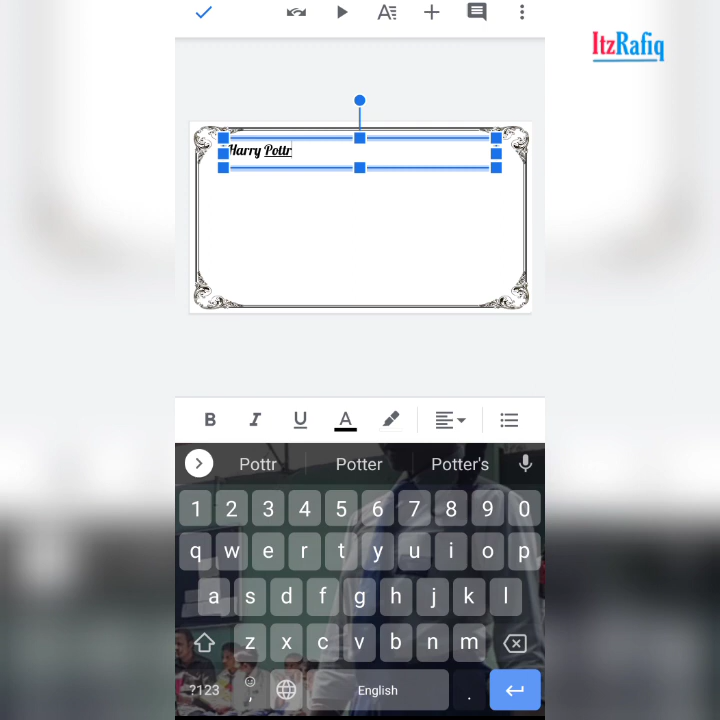 ItzRafiq
Harry Pottr
B I U A
Pottr Potter Potter's
1 2 3 4 5 6 7 8 9 0
q w e r t y u i o p
a s d f g h j k l
z x c v b n m
?123 , English .